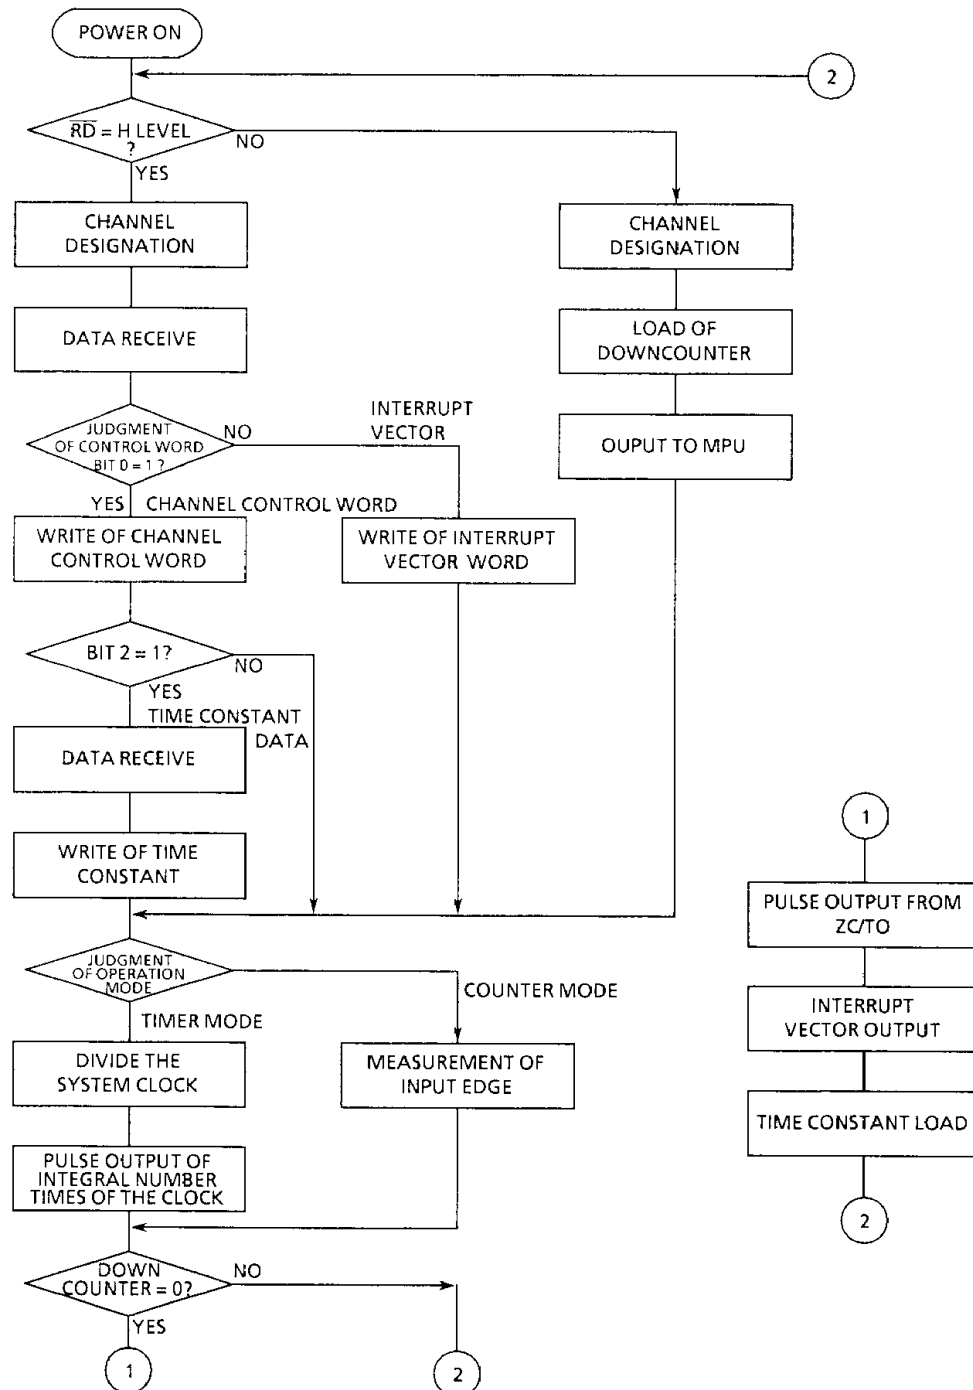 POWER ON
2
RD = H LEVEL
?
NO
YES
CHANNEL
DESIGNATION
CHANNEL
DESIGNATION
DATA RECEIVE
LOAD OF
DOWNCOUNTER
JUDGMENT
OF CONTROL WORD
BIT 0 = 1 ?
NO
INTERRUPT
VECTOR
OUPUT TO MPU
YES
CHANNEL CONTROL WORD
WRITE OF CHANNEL
CONTROL WORD
WRITE OF INTERRUPT
VECTOR WORD
BIT 2 = 1?
NO
YES
TIME CONSTANT
DATA
DATA RECEIVE
WRITE OF TIME
CONSTANT
JUDGMENT
OF OPERATION
MODE
COUNTER MODE
TIMER MODE
DIVIDE THE
SYSTEM CLOCK
MEASUREMENT OF
INPUT EDGE
PULSE OUTPUT OF
INTEGRAL NUMBER
TIMES OF THE CLOCK
DOWN
COUNTER = 0?
NO
YES
1
2
1
PULSE OUTPUT FROM
ZC/TO
INTERRUPT
VECTOR OUTPUT
TIME CONSTANT LOAD
2